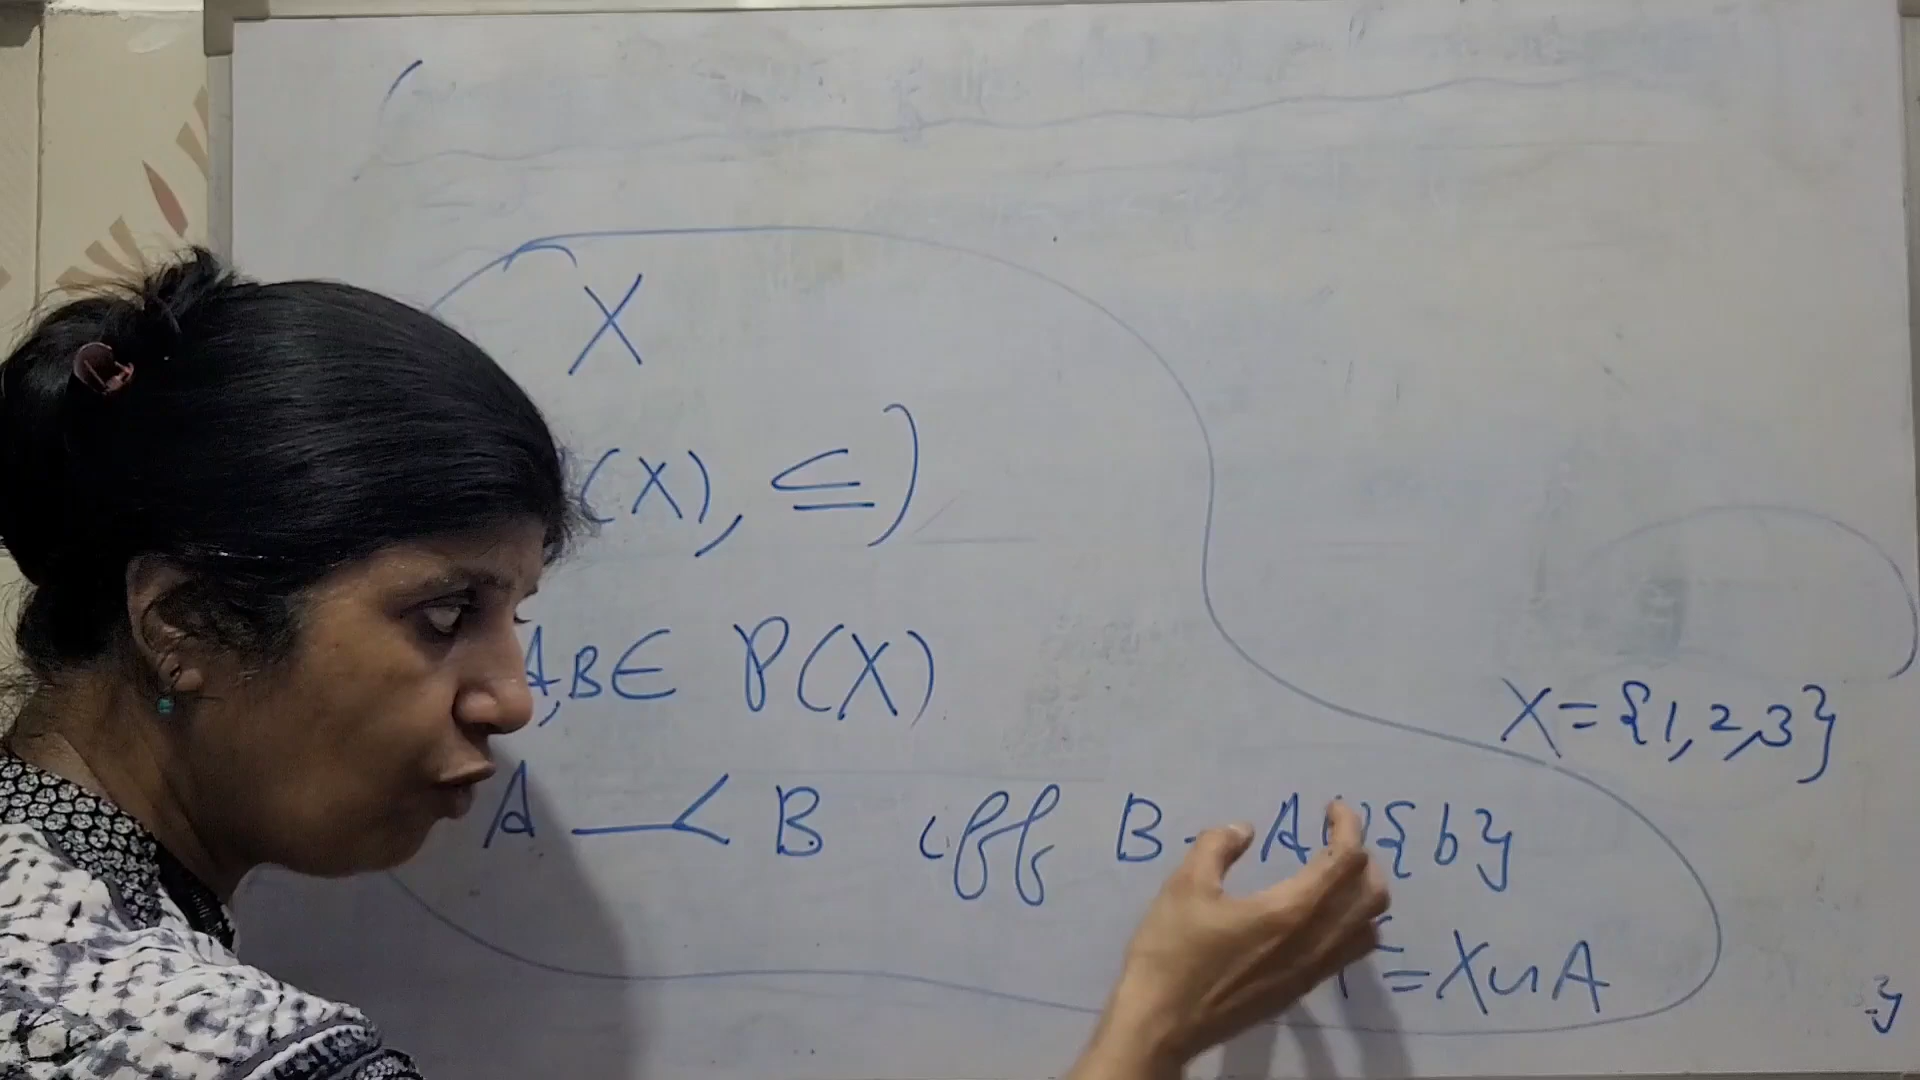 X
(X), ⊆)
A,B∈ P(X)
X={1,2,3}
A —< B iff B = A∪{b}
=X\A
}